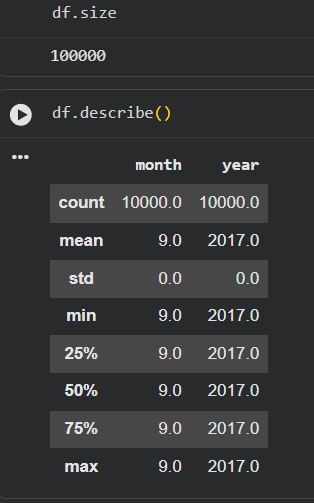 df.size
100000
df.describe()
month year
count 10000.0 10000.0
mean 9.0 2017.0
std 0.0 0.0
min 9.0 2017.0
25% 9.0 2017.0
50% 9.0 2017.0
75% 9.0 2017.0
max 9.0 2017.0